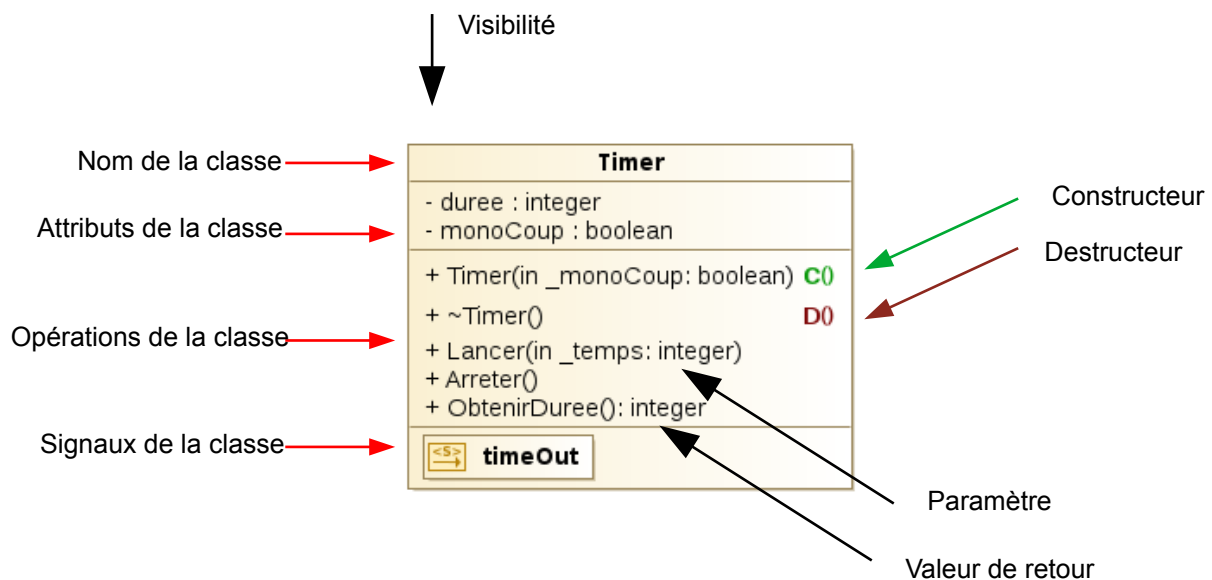 Visibilité
Nom de la classe
Timer
- duree : integer
Constructeur
Attributs de la classe
- monoCoup : boolean
Destructeur
+ Timer(in _monoCoup: boolean) C()
+ ~Timer() D()
Opérations de la classe
+ Lancer(in _temps: integer)
+ Arreter()
+ ObtenirDuree(): integer
Signaux de la classe
<S> timeOut
Paramètre
Valeur de retour